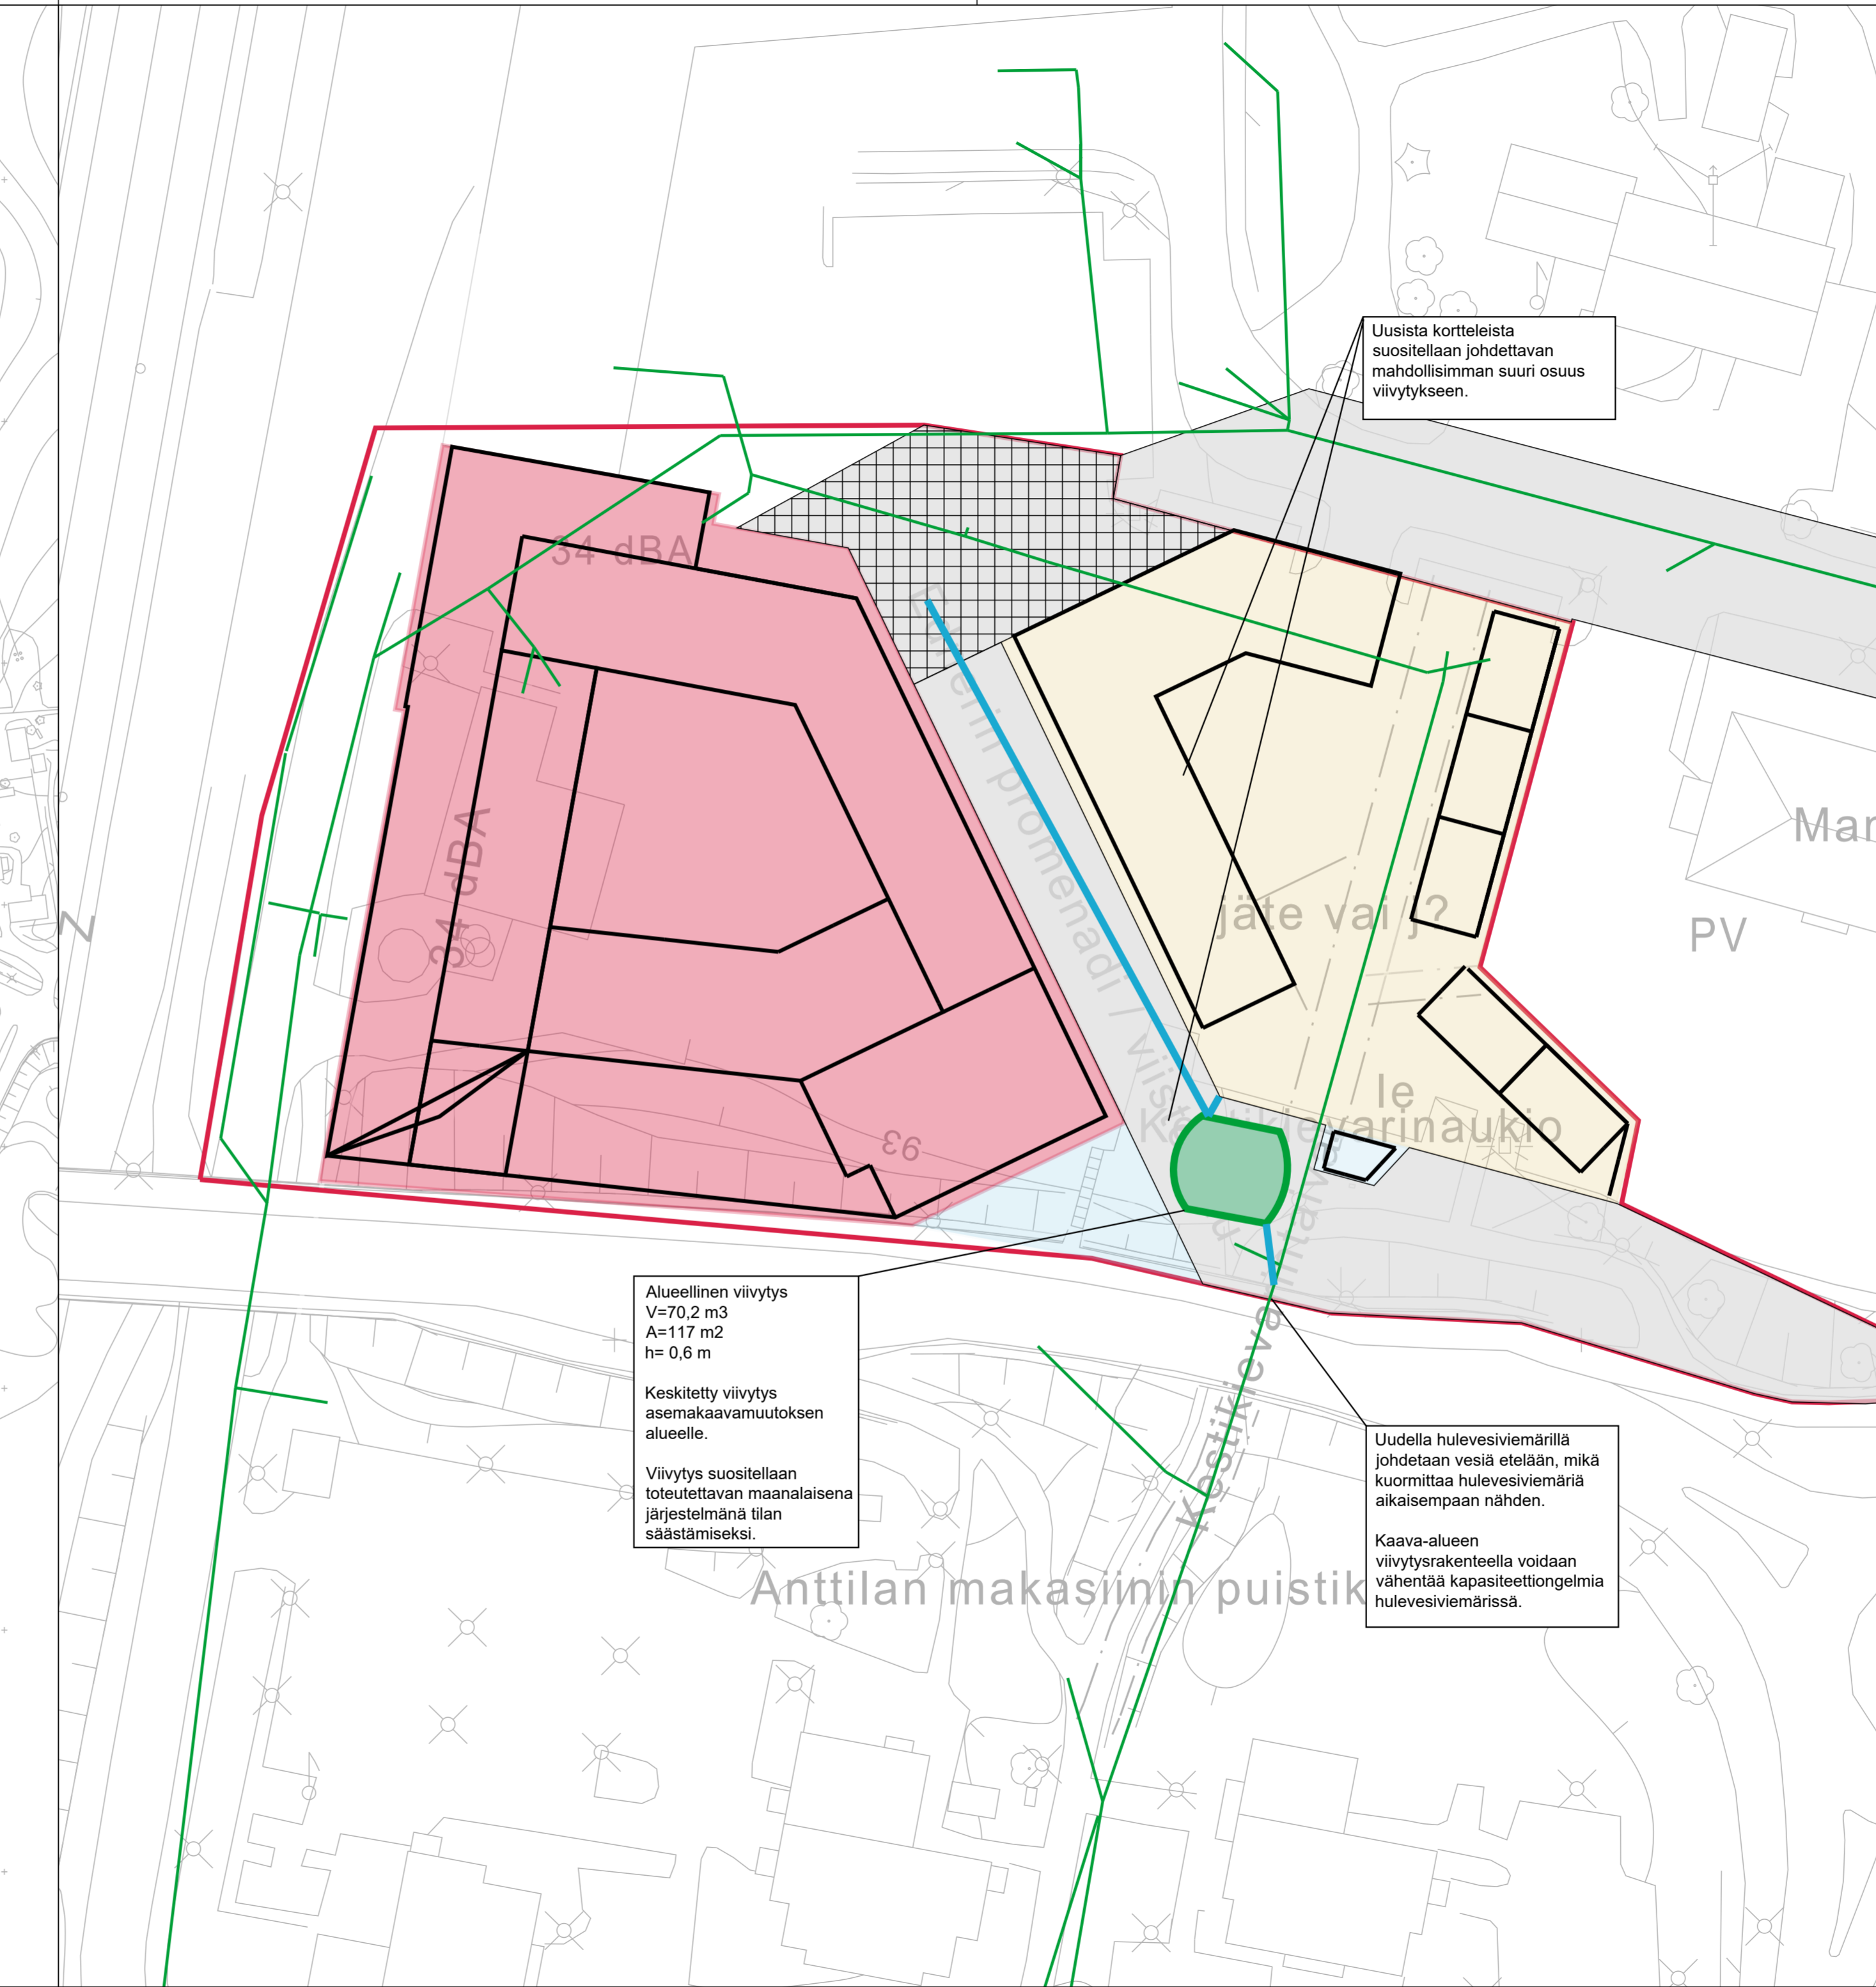 Uusista kortteleista
suositellaan johdettavan
mahdollisimman suuri osuus
viivytykseen.
34 dBA
34 dBA
promenadi /
jäte vai j?
Mar
PV
le
93
Alueellinen viivytys
V=70,2 m3
A=117 m2
h= 0,6 m
Keskitetty viivytys
asemakaavamuutoksen
alueelle.
Viivytys suositellaan
toteutettavan maanalaisena
järjestelmänä tilan
säästämiseksi.
Uudella hulevesiviemärillä
johdetaan vesiä etelään, mikä
kuormittaa hulevesiviemäriä
aikaisempaan nähden.
Kaava-alueen
viivytysrakenteella voidaan
vähentää kapasiteettiongelmia
hulevesiviemärissä.
Anttilan makasiinin puistik